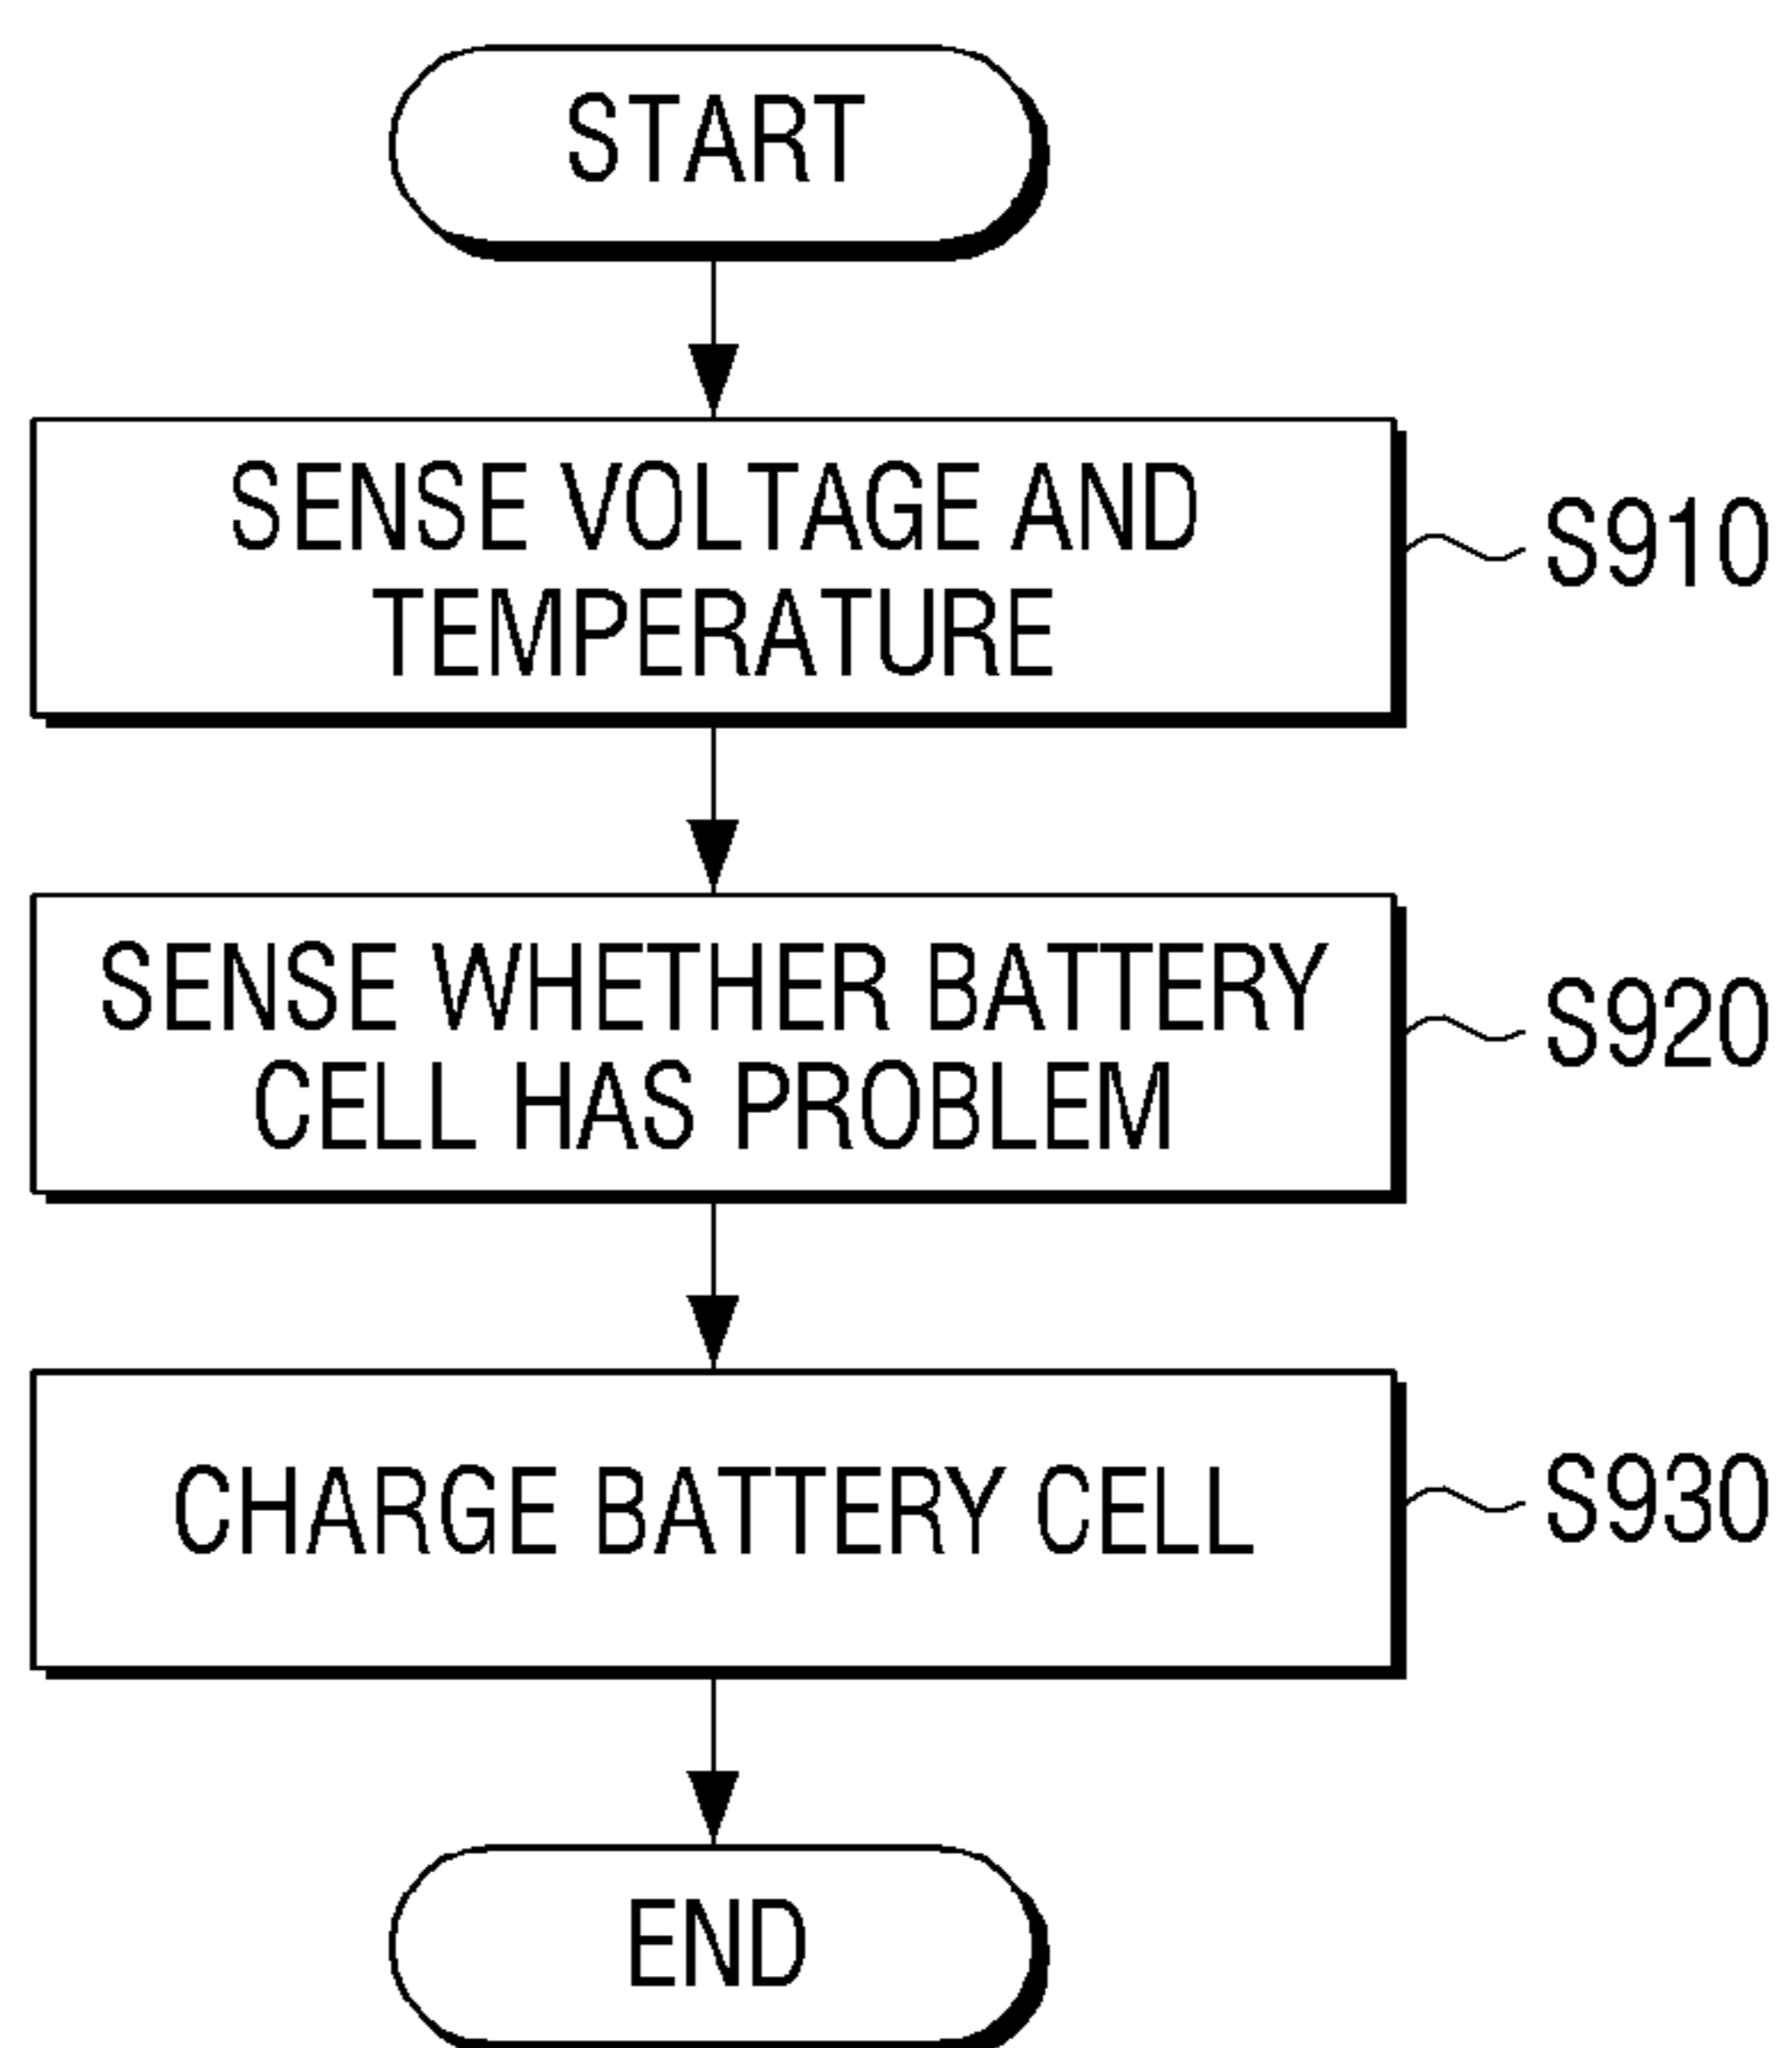 START
SENSE VOLTAGE AND
TEMPERATURE
S910
SENSE WHETHER BATTERY
CELL HAS PROBLEM
S920
CHARGE BATTERY CELL
S930
END